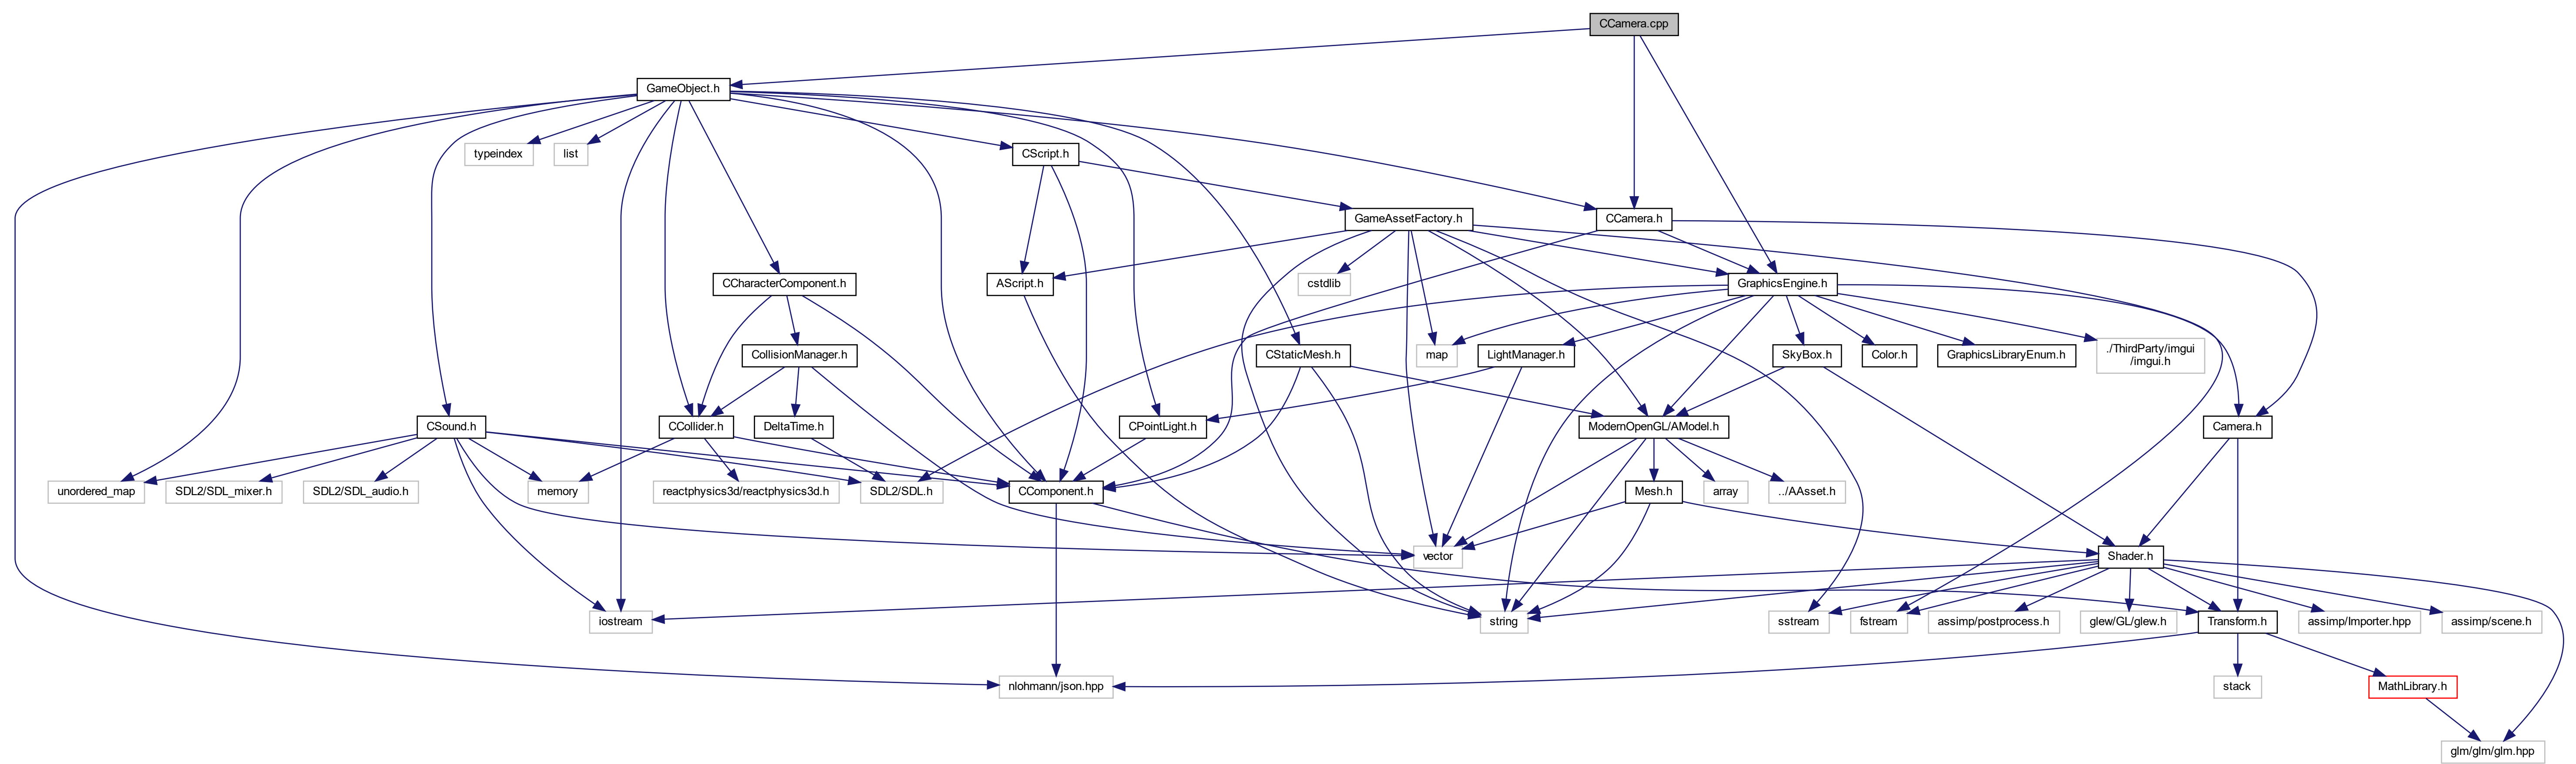 CCamera.cpp
GameObject.h
typeindex
list
CScript.h
GameAssetFactory.h
CCamera.h
CCharacterComponent.h
AScript.h
cstdlib
GraphicsEngine.h
CollisionManager.h
CStaticMesh.h
map
LightManager.h
SkyBox.h
Color.h
GraphicsLibraryEnum.h
./ThirdParty/imgui
/imgui.h
CSound.h
CCollider.h
DeltaTime.h
CPointLight.h
ModernOpenGL/AModel.h
Camera.h
unordered_map
SDL2/SDL_mixer.h
SDL2/SDL_audio.h
memory
reactphysics3d/reactphysics3d.h
SDL2/SDL.h
CComponent.h
Mesh.h
array
../AAsset.h
vector
Shader.h
iostream
string
sstream
fstream
assimp/postprocess.h
glew/GL/glew.h
Transform.h
assimp/Importer.hpp
assimp/scene.h
nlohmann/json.hpp
stack
MathLibrary.h
glm/glm/glm.hpp